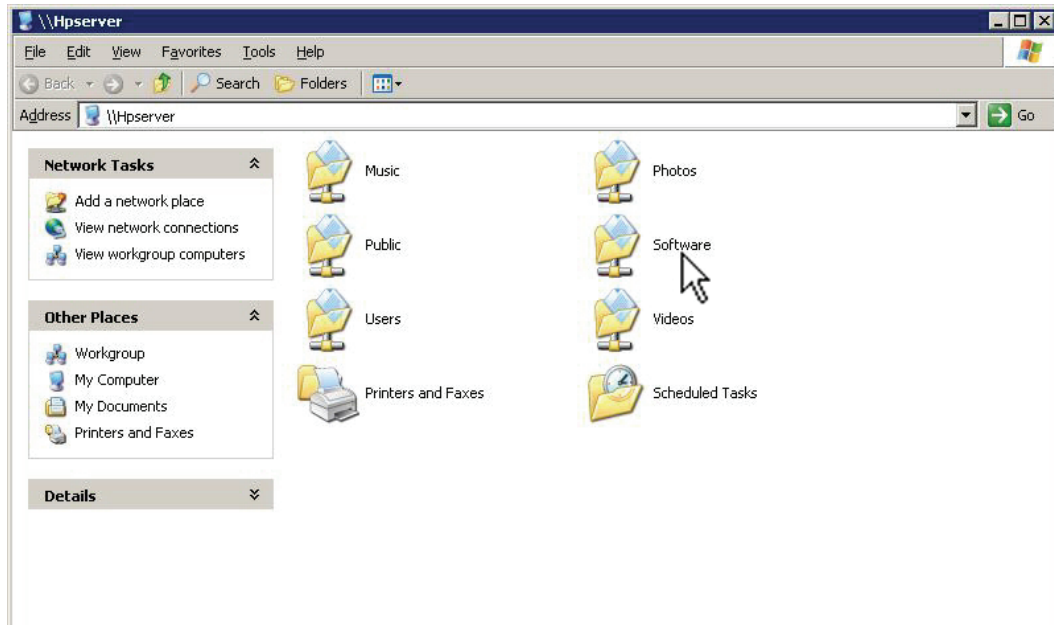 \\Hpserver
File Edit View Favorites Tools Help
Back Search Folders
Address \\Hpserver Go
Network Tasks
Add a network place
View network connections
View workgroup computers
Other Places
Workgroup
My Computer
My Documents
Printers and Faxes
Details
Music Photos
Public Software
Users Videos
Printers and Faxes Scheduled Tasks